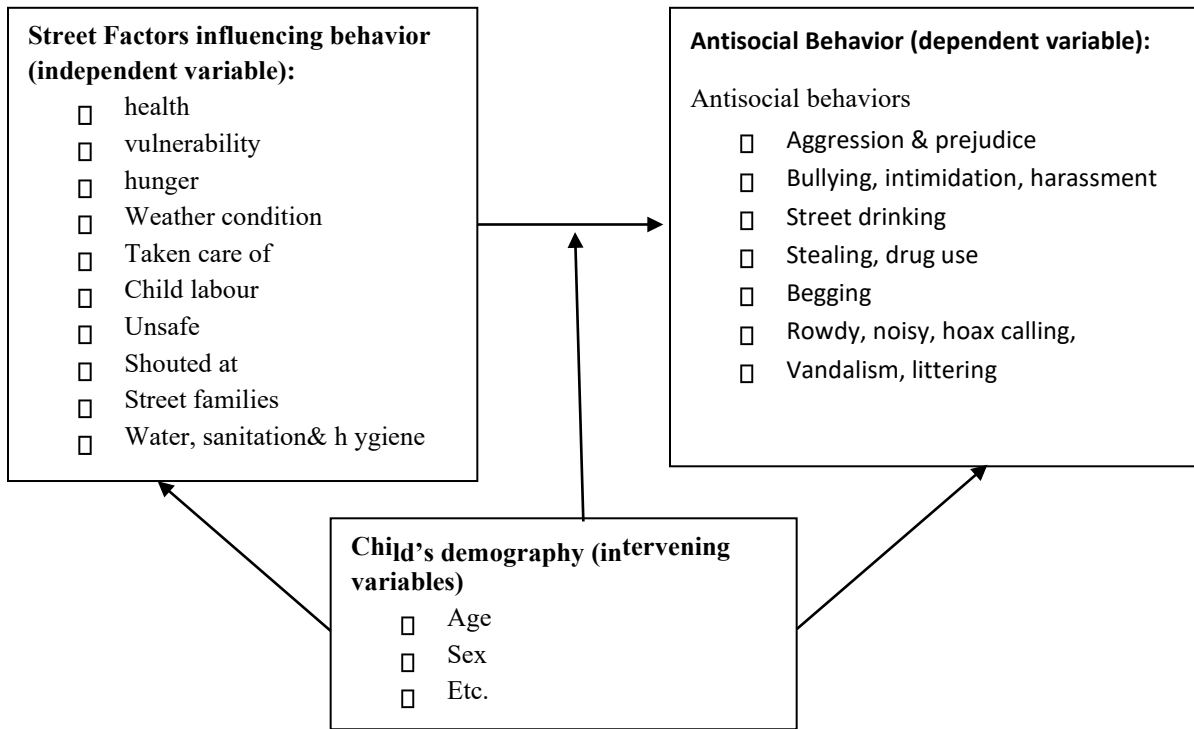 Street Factors influencing behavior
(independent variable):
health
vulnerability
hunger
Weather condition
Taken care of
Child labour
Unsafe
Shouted at
Street families
Water, sanitation& h ygiene
Antisocial Behavior (dependent variable):
Antisocial behaviors
Aggression & prejudice
Bullying, intimidation, harassment
Street drinking
Stealing, drug use
Begging
Rowdy, noisy, hoax calling,
Vandalism, littering
Child's demography (intervening
variables)
Age
Sex
Etc.